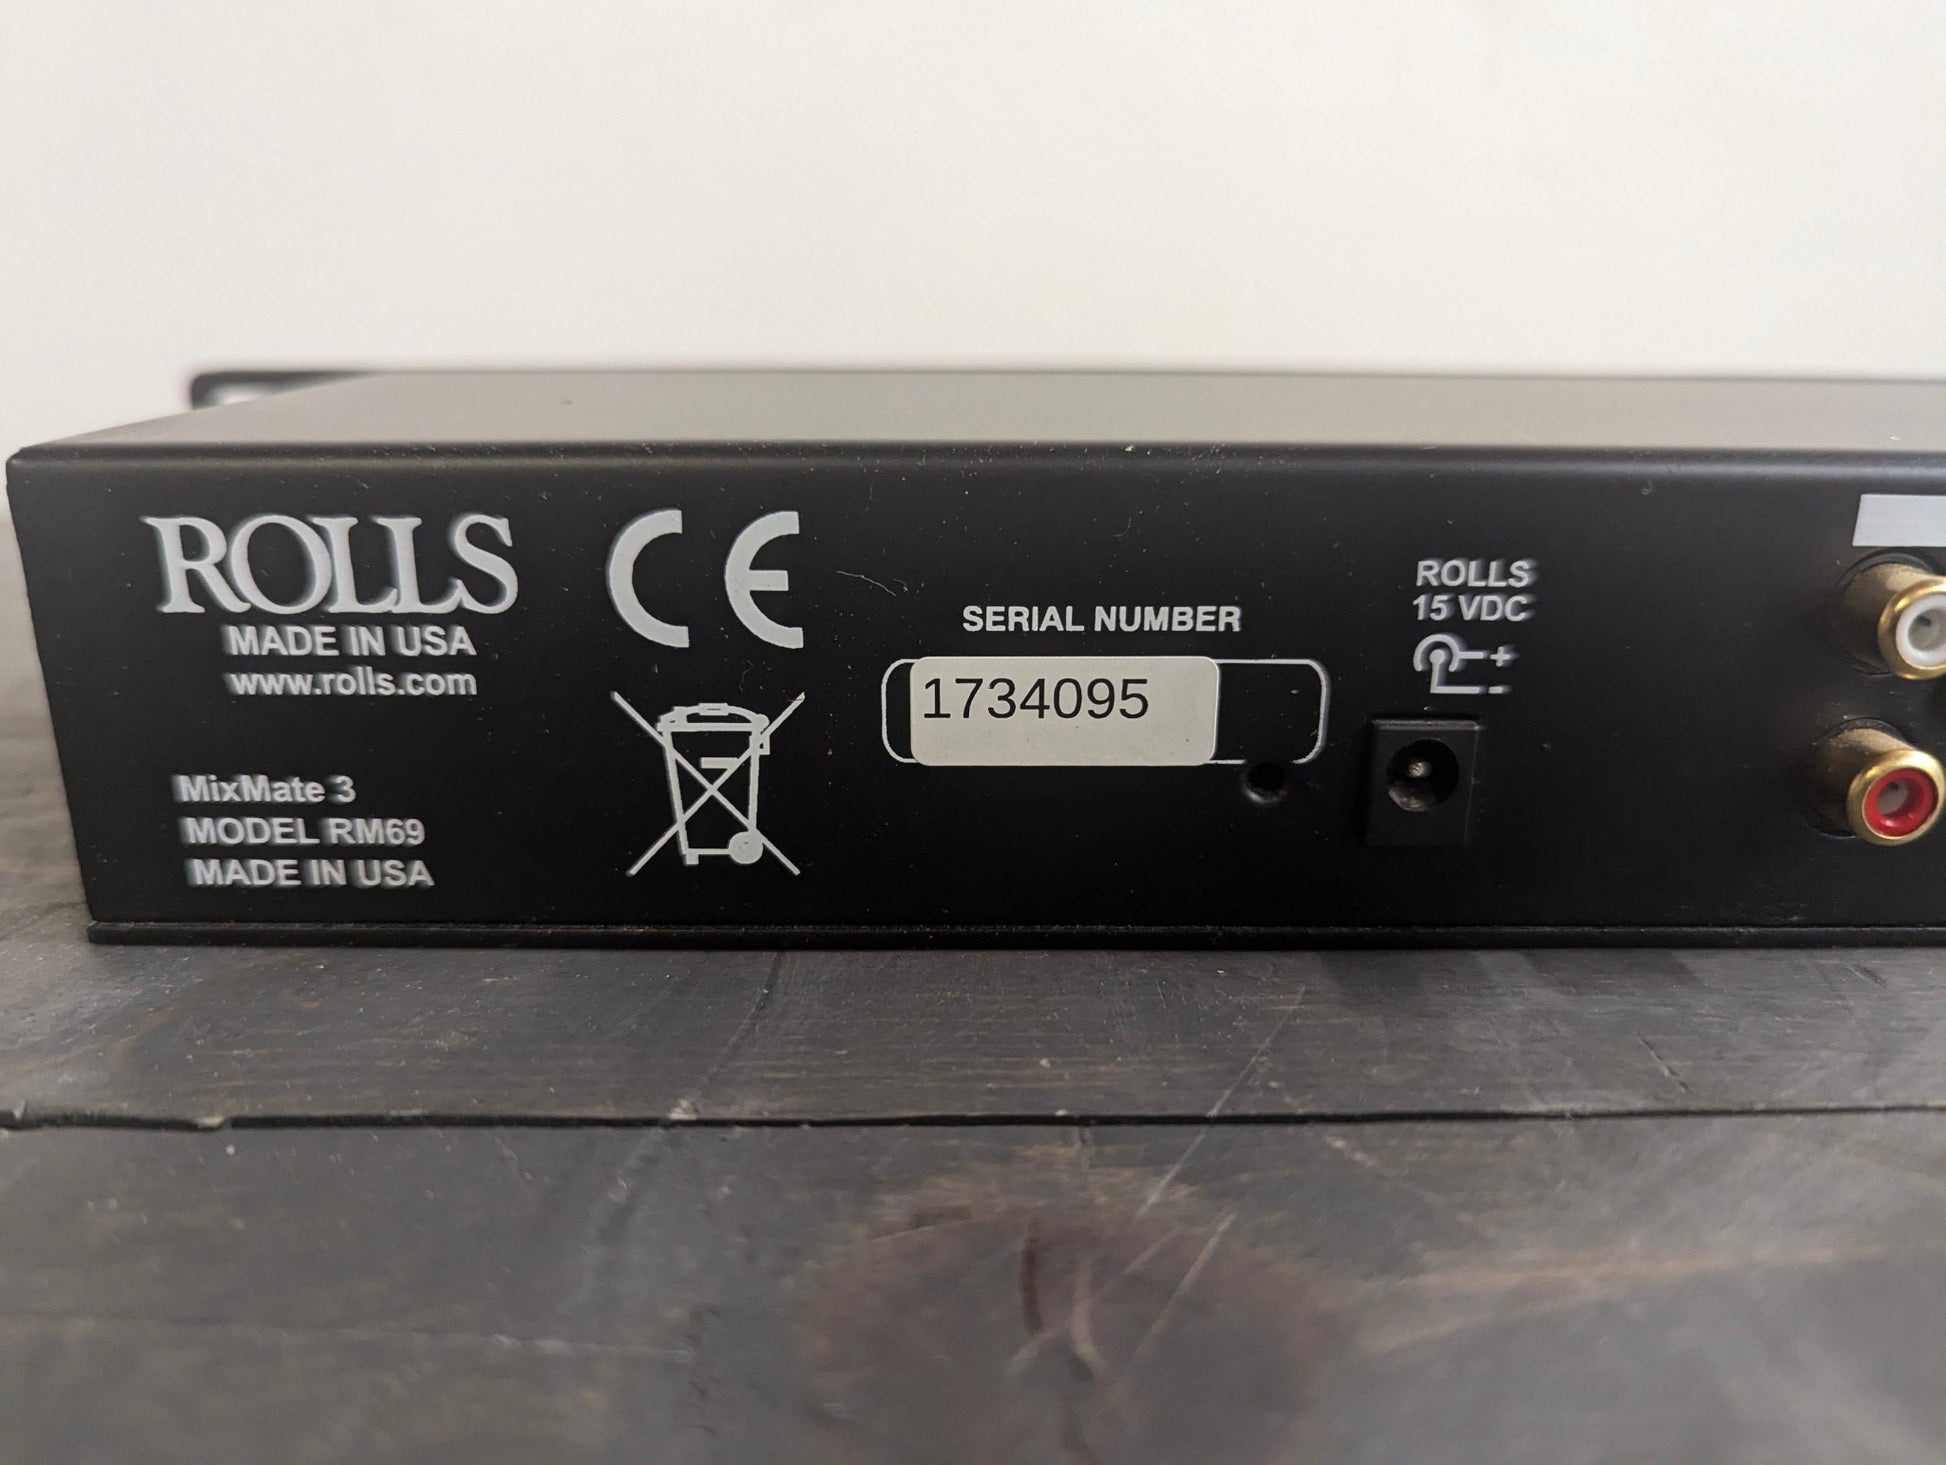 ROLLS
MADE IN USA
www.rolls.com
MixMate 3
MODEL RM69
MADE IN USA
CE
SERIAL NUMBER
1734095
ROLLS
15 VDC
+
-